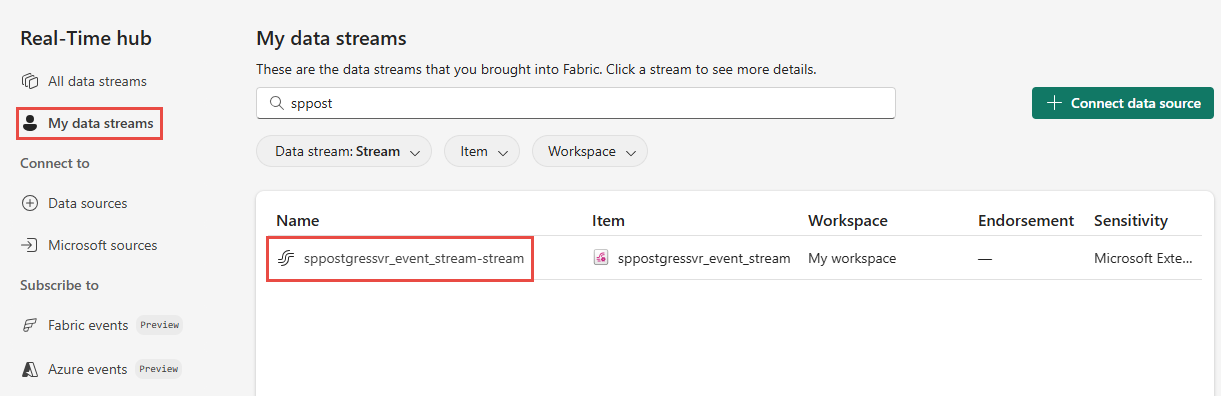 Real-Time hub
All data streams
My data streams
Connect to
Data sources
Microsoft sources
Subscribe to
Fabric events Preview
Azure events Preview
My data streams
These are the data streams that you brought into Fabric. Click a stream to see more details.
sppost
Connect data source
Data stream: Stream Item Workspace
Name Item Workspace Endorsement Sensitivity
sppostgressvr_event_stream-stream sppostgressvr_event_stream My workspace — Microsoft Exte...